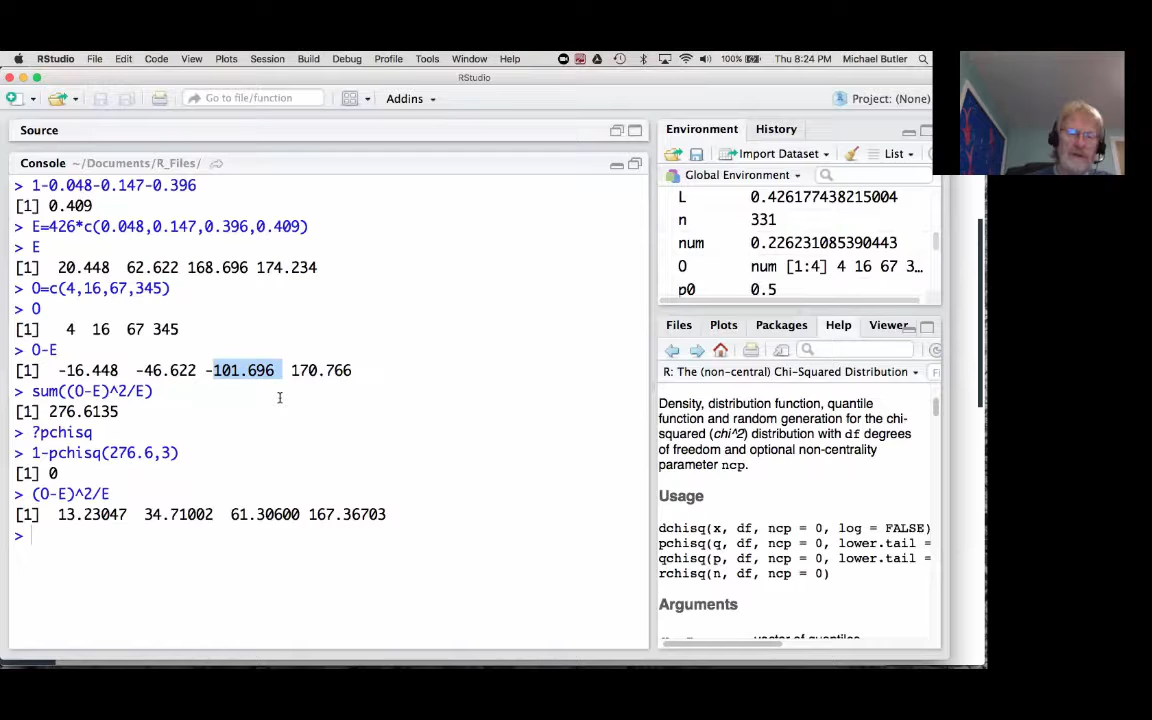 RStudio File Edit Code View Plots Session Build Debug Profile Tools Window Help 100% Thu 8:24 PM Michael Butler
RStudio
Go to file/function Addins Project: (None)
Source
Console ~/Documents/R_Files/
> 1-0.048-0.147-0.396
[1] 0.409
> E=426*c(0.048,0.147,0.396,0.409)
> E
[1] 20.448 62.622 168.696 174.234
> O=c(4,16,67,345)
> O
[1] 4 16 67 345
> O-E
[1] -16.448 -46.622 -101.696 170.766
> sum((O-E)^2/E)
[1] 276.6135
> ?pchisq
> 1-pchisq(276.6,3)
[1] 0
> (O-E)^2/E
[1] 13.23047 34.71002 61.30600 167.36703
>
Environment History
Import Dataset List
Global Environment
L 0.426177438215004
n 331
num 0.226231085390443
O num [1:4] 4 16 67 3…
p0 0.5
Files Plots Packages Help Viewer
R: The (non-central) Chi-Squared Distribution Fi
Density, distribution function, quantile
function and random generation for the chi-
squared (chi^2) distribution with df degrees
of freedom and optional non-centrality
parameter ncp.
Usage
dchisq(x, df, ncp = 0, log = FALSE)
pchisq(q, df, ncp = 0, lower.tail =
qchisq(p, df, ncp = 0, lower.tail =
rchisq(n, df, ncp = 0)
Arguments
vector of quantiles